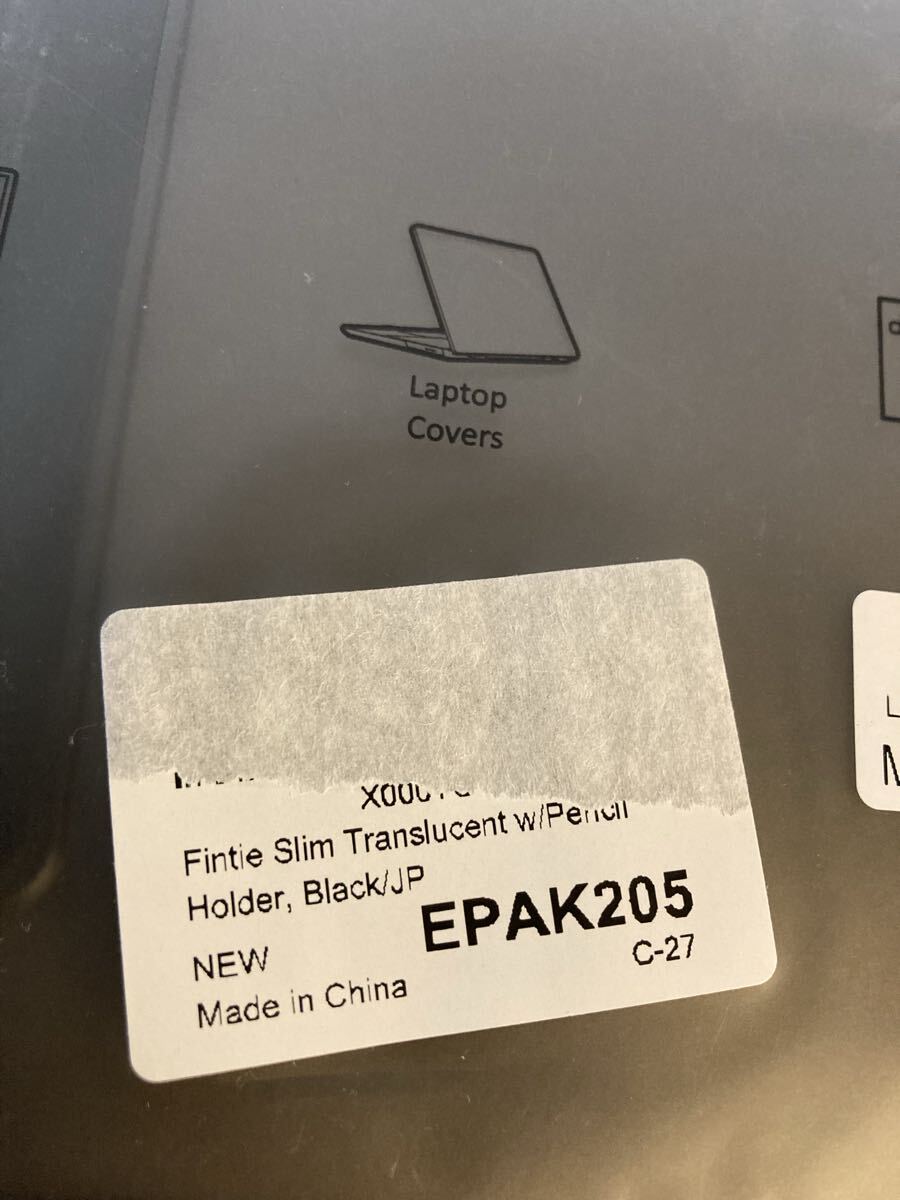 Laptop
Covers
Fintie Slim Translucent w/Pencil
Holder, Black/JP
EPAK205
NEW
C-27
Made in China